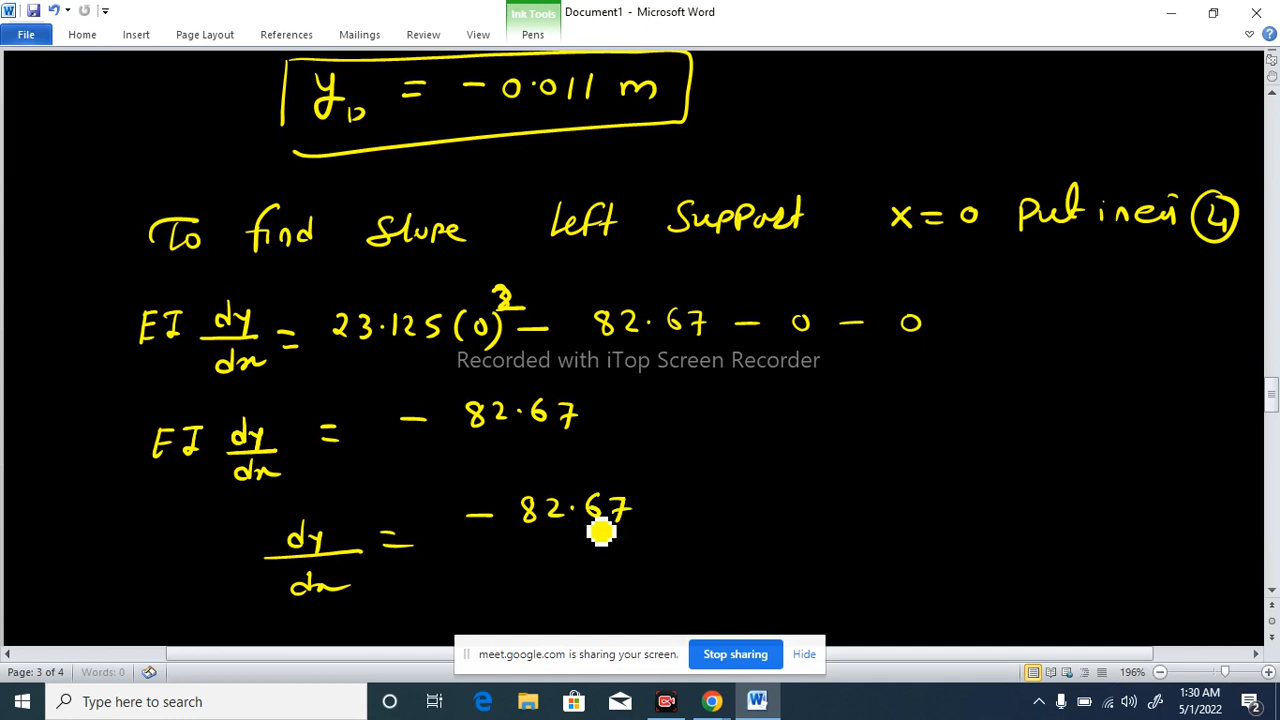 Ink Tools
Document1 - Microsoft Word
File Home Insert Page Layout References Mailings Review View Pens
y_D = - 0.011 m
To find slope left support x = 0 put in 4
EI dy/dx = 23.125 (0)^2 - 82.67 - 0 - 0
Recorded with iTop Screen Recorder
EI dy/dx = - 82.67
dy/dx = - 82.67
meet.google.com is sharing your screen. Stop sharing Hide
Page: 3 of 4 Words: 0 196%
Type here to search
1:30 AM
5/1/2022
2